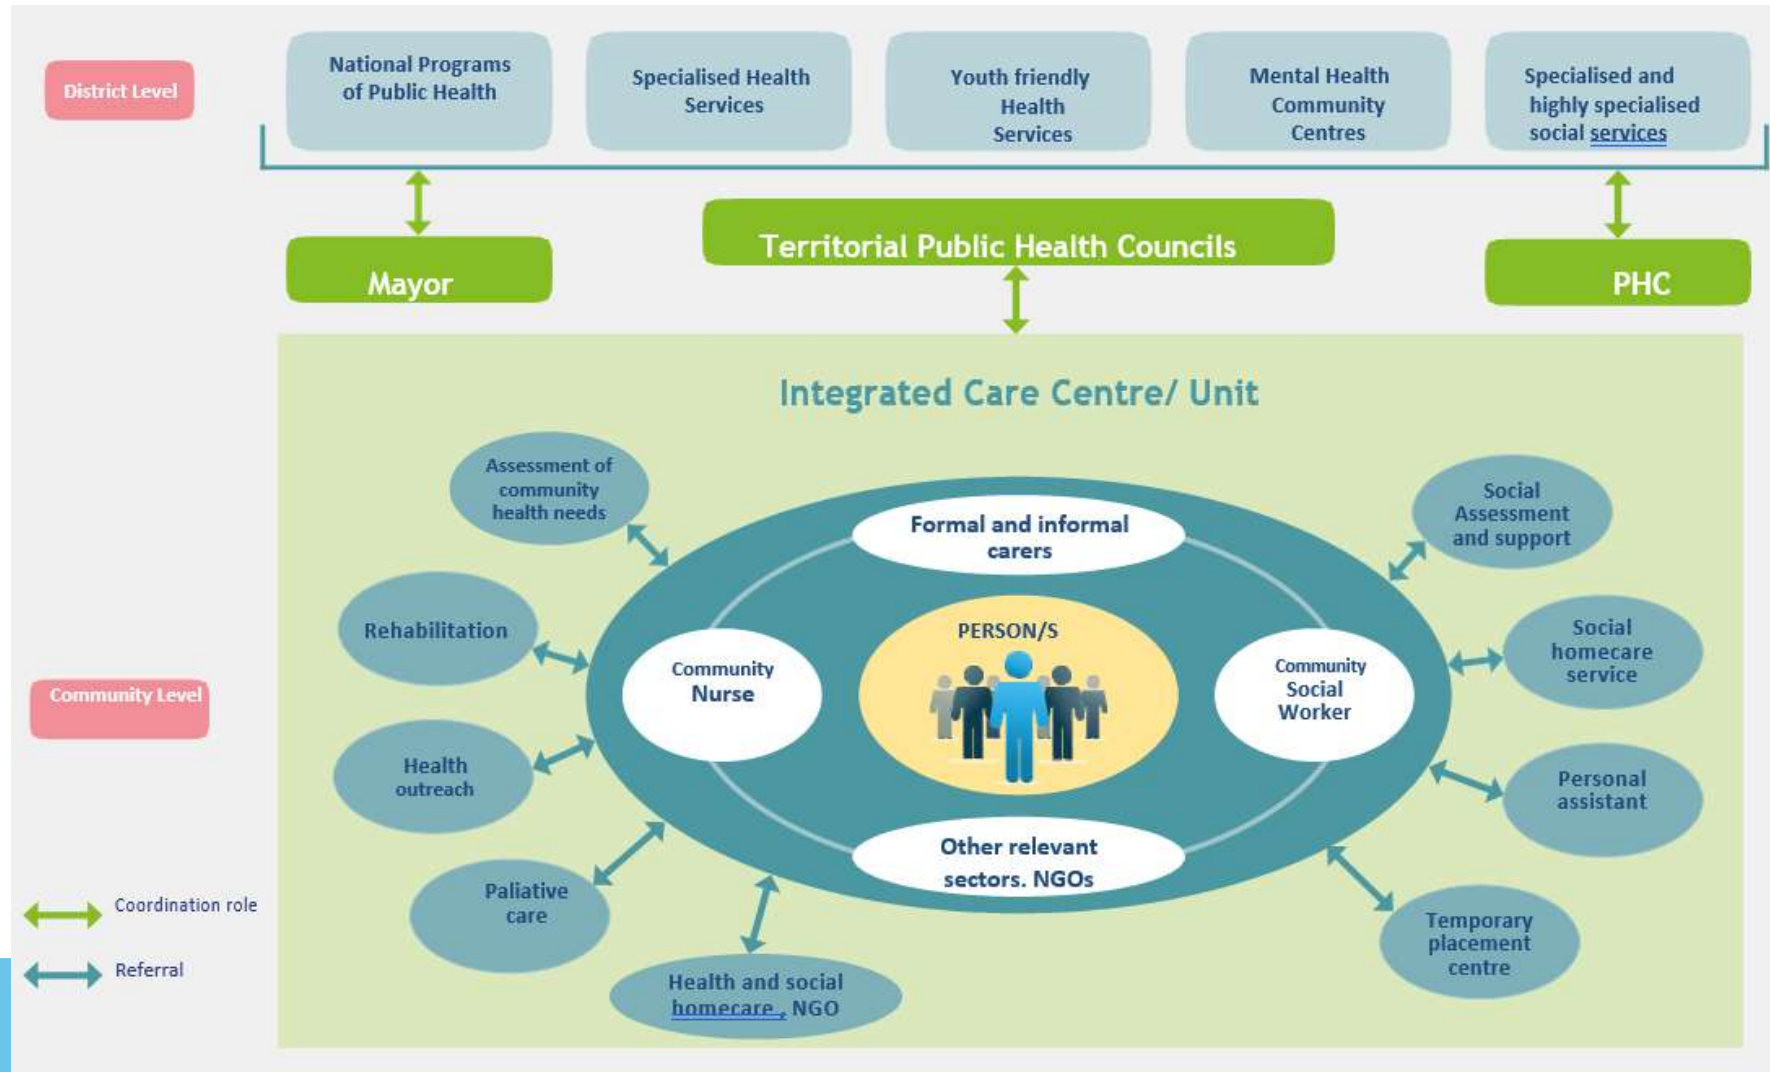 District Level
National Programs
of Public Health
Specialised Health
Services
Youth friendly
Health
Services
Mental Health
Community
Centres
Specialised and
highly specialised
social services
Mayor
Territorial Public Health Councils
PHC
Integrated Care Centre/ Unit
Assessment of
community
health needs
Rehabilitation
Health
outreach
Paliative
care
Health and social
homecare , NGO
Formal and informal
carers
Community
Nurse
PERSON/S
Community
Social
Worker
Other relevant
sectors. NGOs
Social
Assessment
and support
Social
homecare
service
Personal
assistant
Temporary
placement
centre
Community Level
Coordination role
Referral